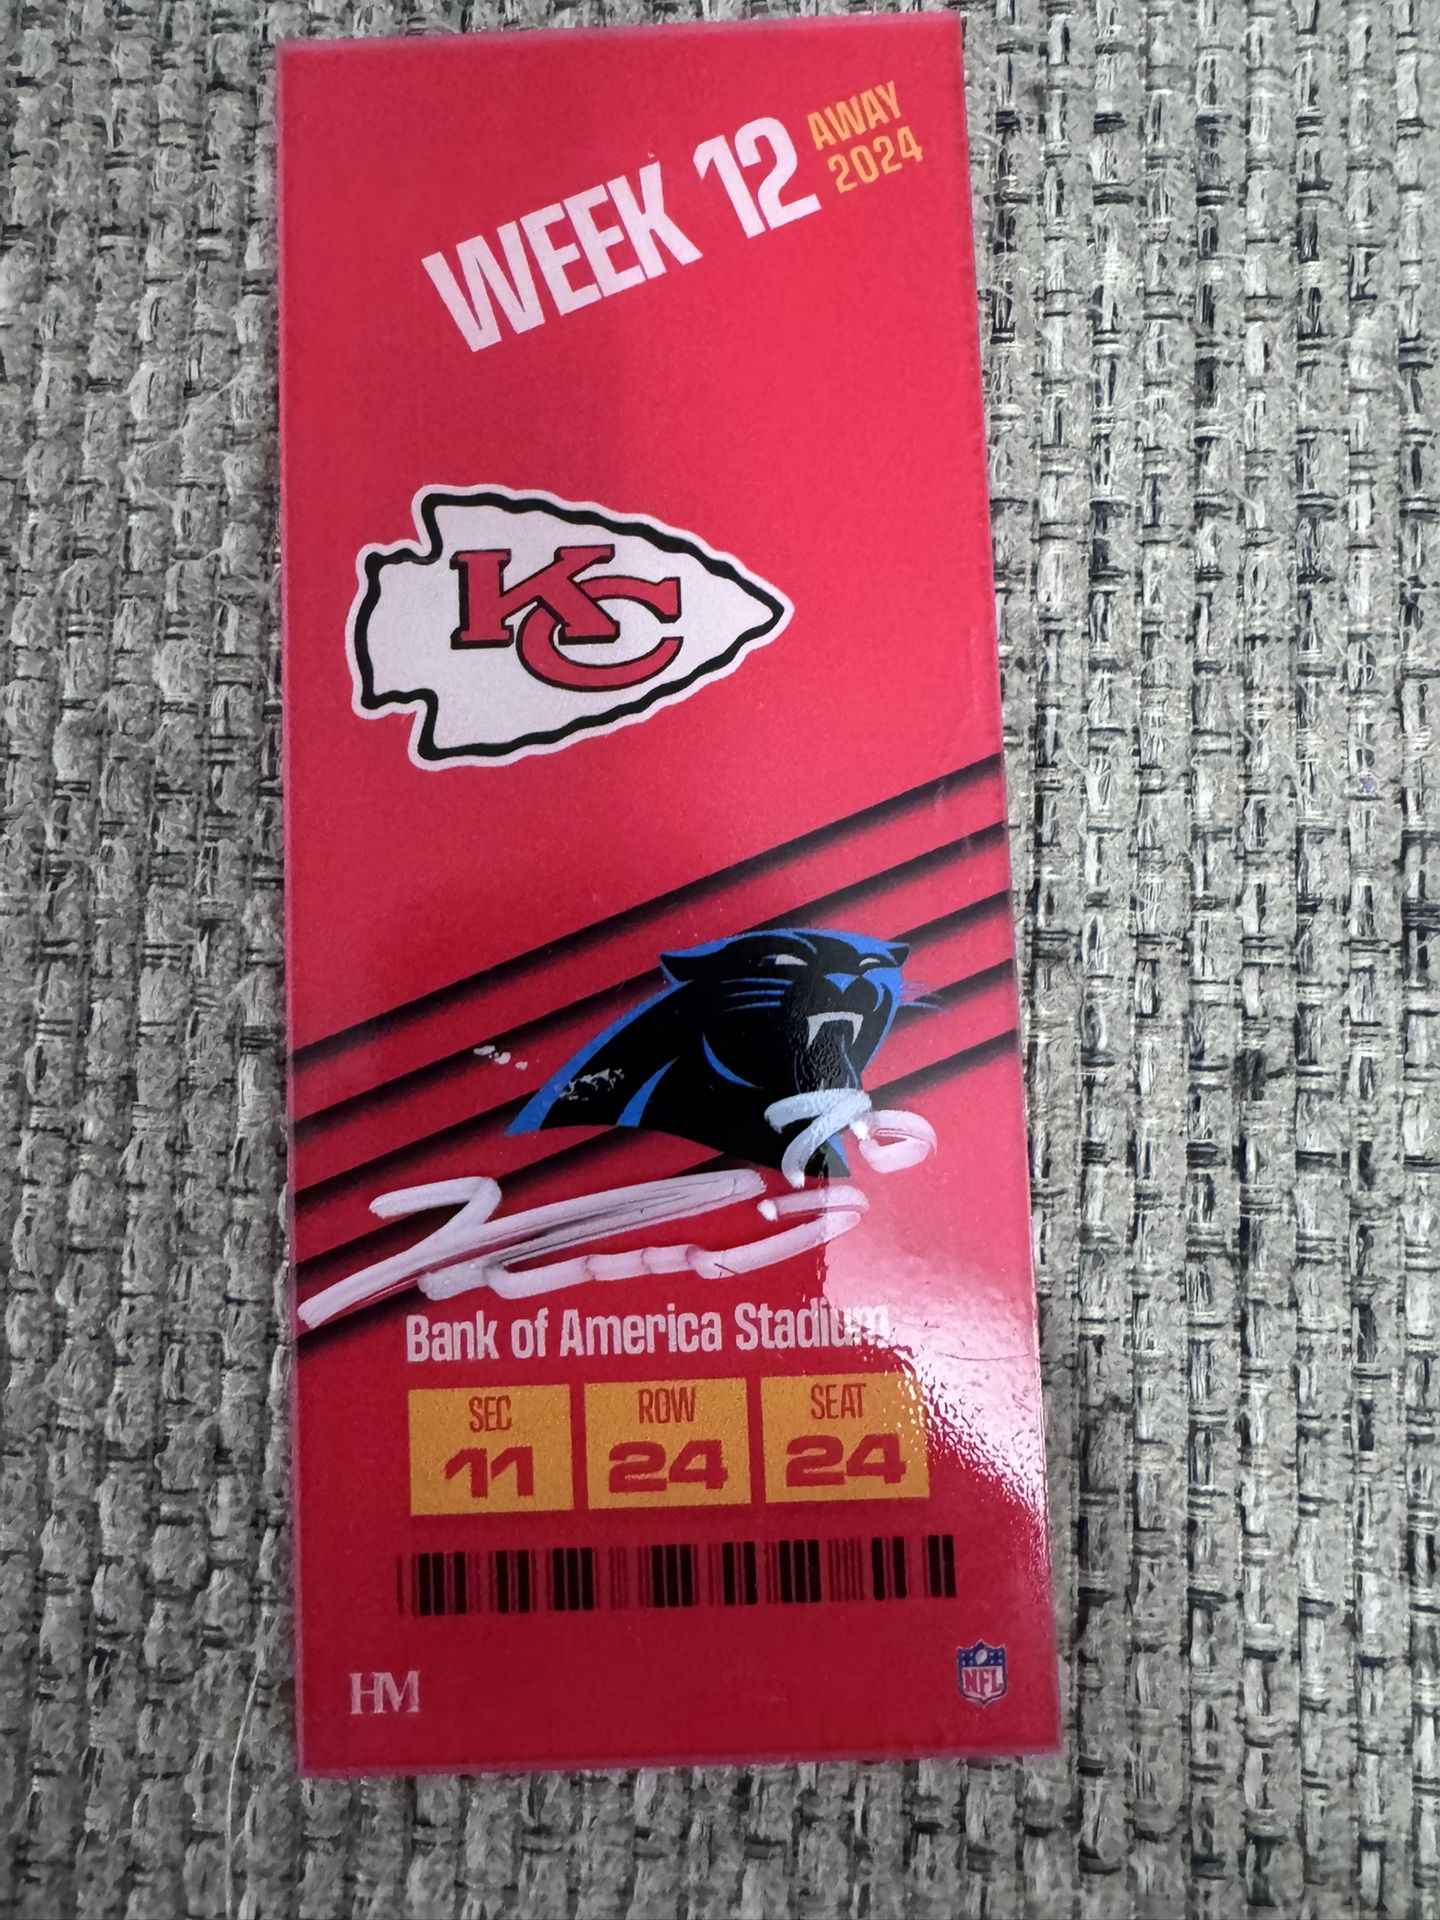 WEEK 12
AWAY
2024
KC
Bank of America Stadium
SEC
11
ROW
24
SEAT
24
HM
NFL